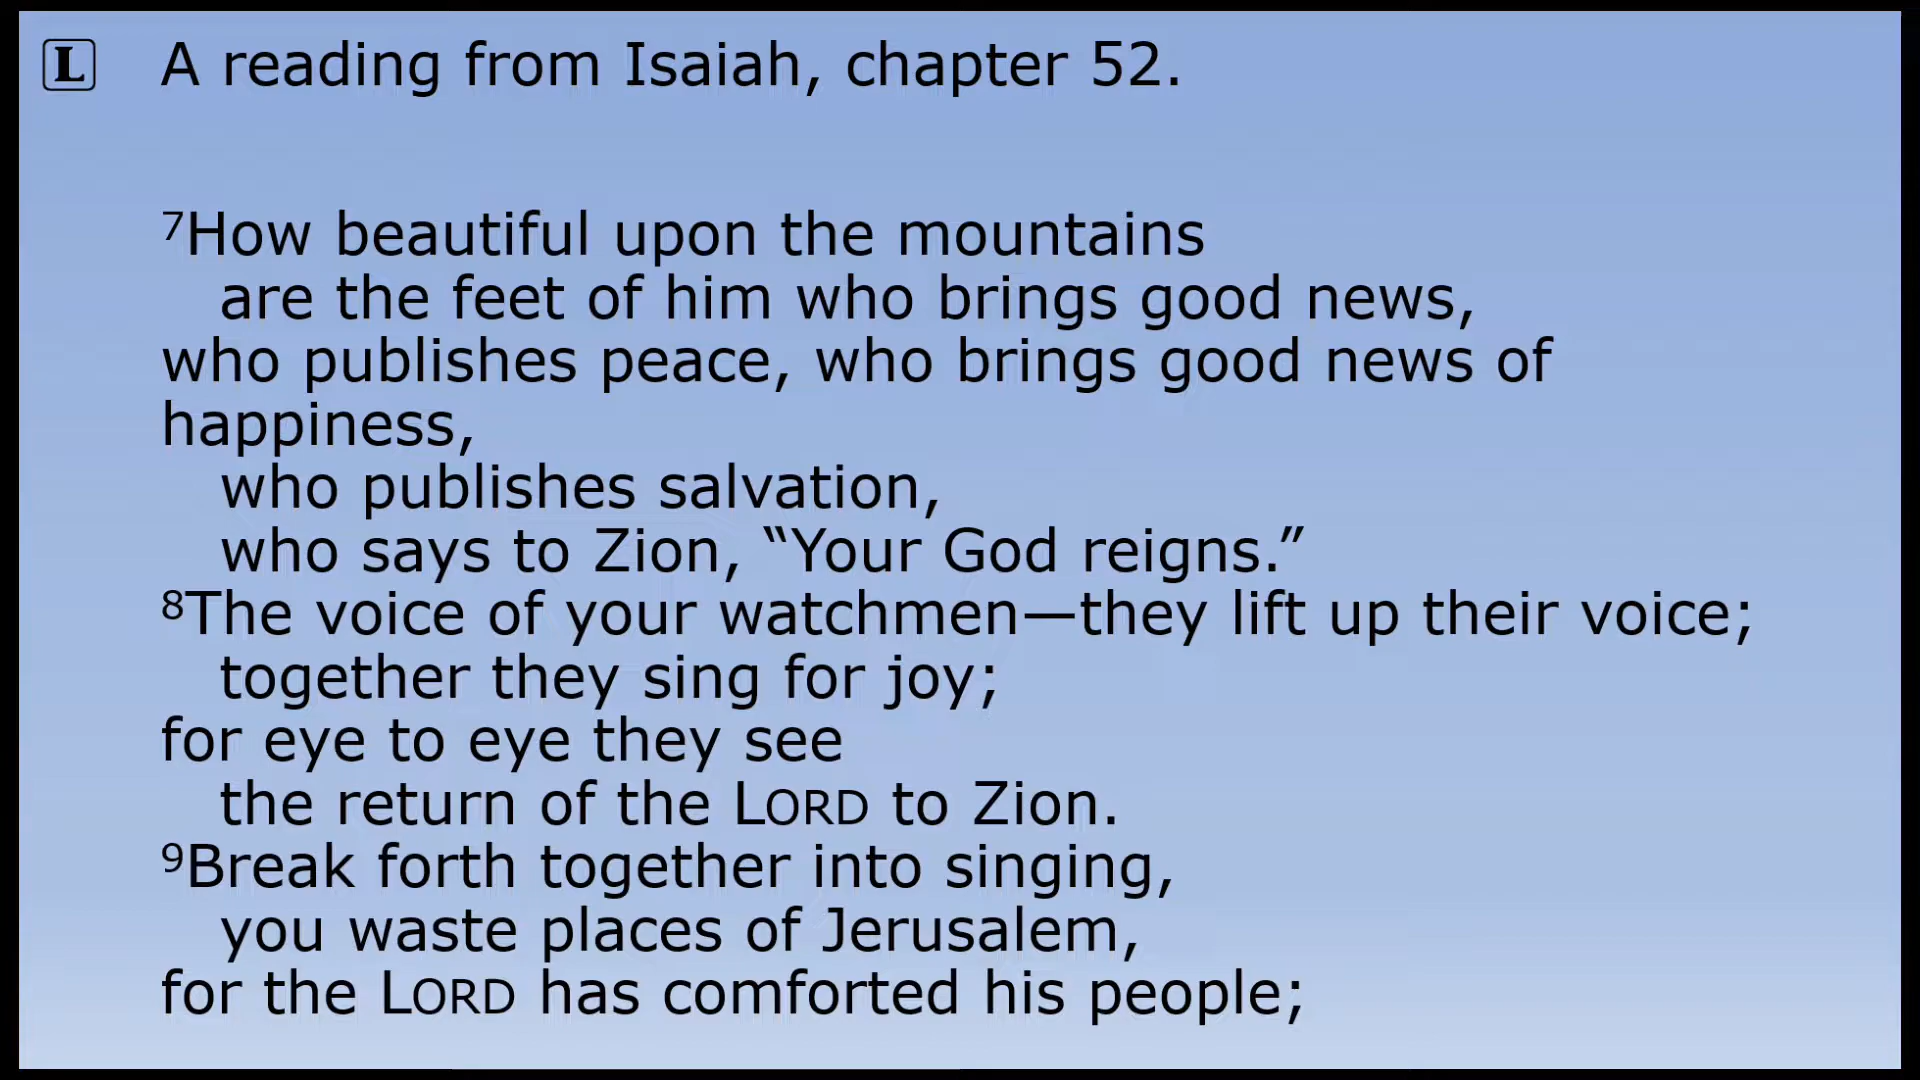 L A reading from Isaiah, chapter 52.
⁷How beautiful upon the mountains
are the feet of him who brings good news,
who publishes peace, who brings good news of
happiness,
who publishes salvation,
who says to Zion, “Your God reigns.”
⁸The voice of your watchmen—they lift up their voice;
together they sing for joy;
for eye to eye they see
the return of the LORD to Zion.
⁹Break forth together into singing,
you waste places of Jerusalem,
for the LORD has comforted his people;